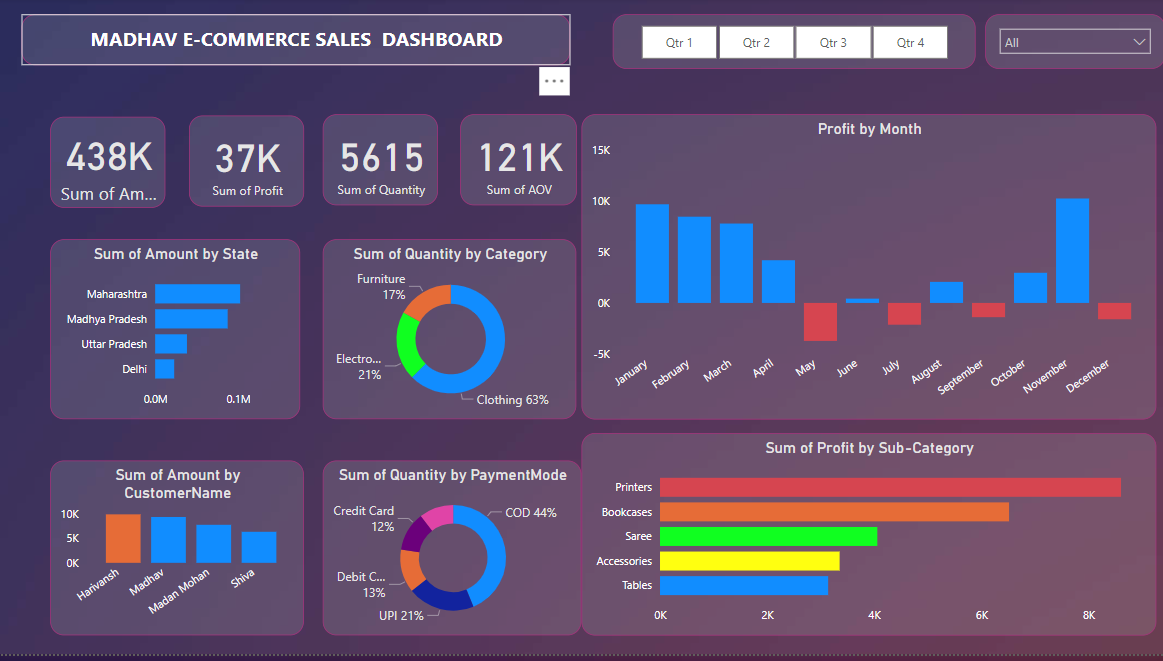 MADHAV E-COMMERCE SALES  DASHBOARD
Qtr 1
Qtr 2
Qtr 3
Qtr 4
All
438K
Sum of Am...
37K
Sum of Profit
5615
Sum of Quantity
121K
Sum of AOV
Profit by Month
15K
10K
5K
0K
-5K
January
February
March
April
May
June
July
August
September
October
November
December
Sum of Amount by State
Maharashtra
Madhya Pradesh
Uttar Pradesh
Delhi
0.0M
0.1M
Sum of Quantity by Category
Furniture
17%
Electro...
21%
Clothing 63%
Sum of Amount by
CustomerName
10K
5K
0K
Harivansh
Madhav
Madan Mohan
Shiva
Sum of Quantity by PaymentMode
Credit Card
12%
COD 44%
Debit C...
13%
UPI 21%
Sum of Profit by Sub-Category
Printers
Bookcases
Saree
Accessories
Tables
0K
2K
4K
6K
8K